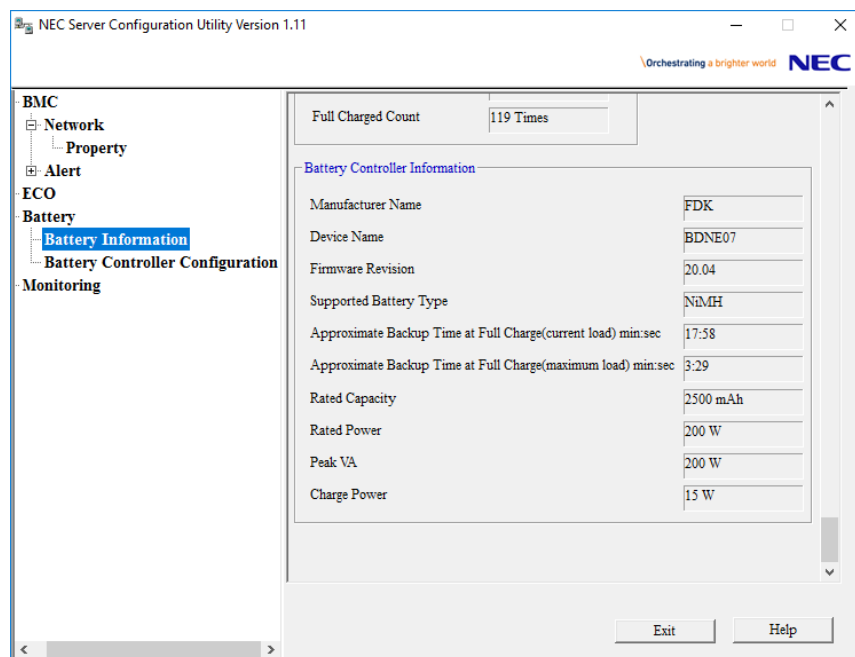 NEC Server Configuration Utility Version 1.11
\Orchestrating a brighter world NEC
BMC
Network
Property
Alert
ECO
Battery
Battery Information
Battery Controller Configuration
Monitoring
Full Charged Count 119 Times
Battery Controller Information
Manufacturer Name FDK
Device Name BDNE07
Firmware Revision 20.04
Supported Battery Type NiMH
Approximate Backup Time at Full Charge(current load) min:sec 17:58
Approximate Backup Time at Full Charge(maximum load) min:sec 3:29
Rated Capacity 2500 mAh
Rated Power 200 W
Peak VA 200 W
Charge Power 15 W
Exit Help